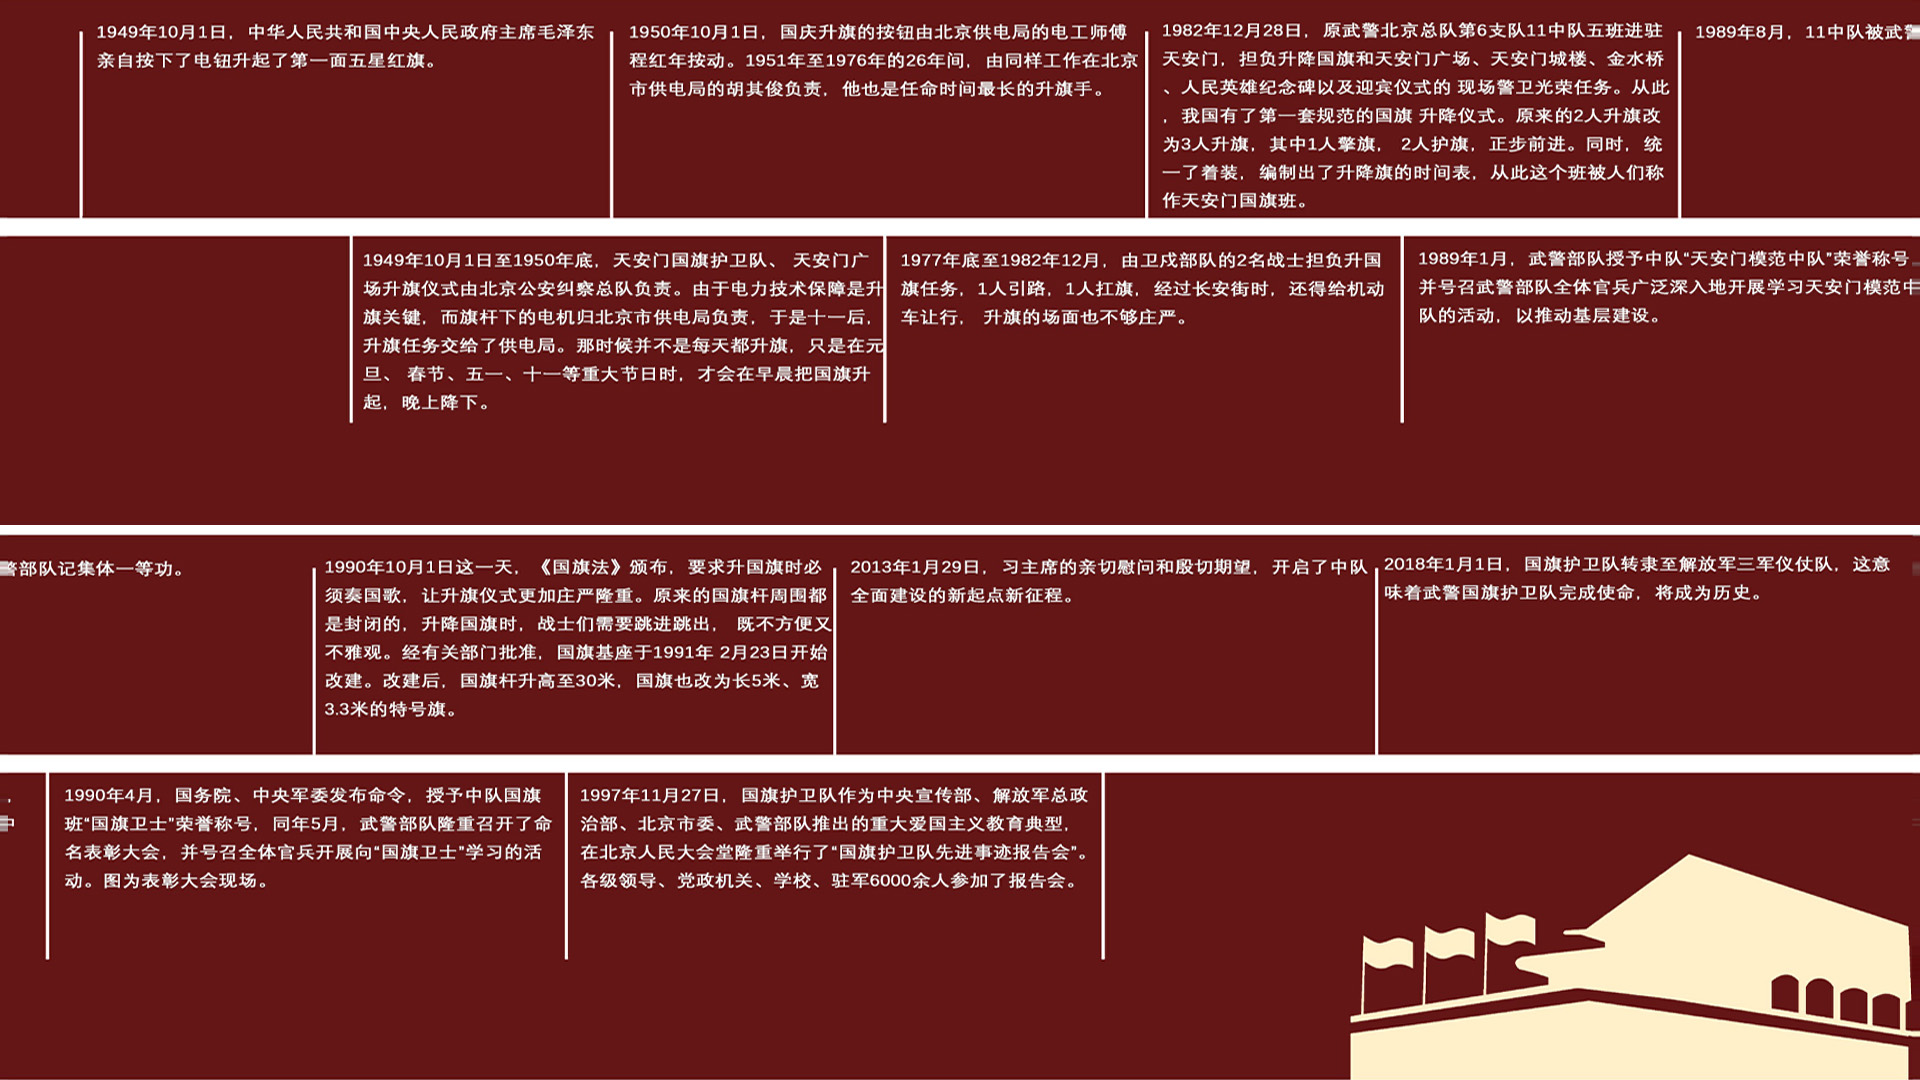 1949年10月1日，中华人民共和国中央人民政府主席毛泽东
亲自按下了电钮升起了第一面五星红旗。
1950年10月1日，国庆升旗的按钮由北京供电局的电工师傅
程红年按动。1951年至1976年的26年间，由同样工作在北京
市供电局的胡其俊负责，他也是任命时间最长的升旗手。
1982年12月28日，原武警北京总队第6支队11中队五班进驻
天安门，担负升降国旗和天安门广场、天安门城楼、金水桥
、人民英雄纪念碑以及迎宾仪式的 现场警卫光荣任务。从此
，我国有了第一套规范的国旗 升降仪式。原来的2人升旗改
为3人升旗，其中1人擎旗， 2人护旗，正步前进。同时，统
一了着装，编制出了升降旗的时间表，从此这个班被人们称
作天安门国旗班。
1989年8月，11中队被武警
1949年10月1日至1950年底，天安门国旗护卫队、 天安门广
场升旗仪式由北京公安纠察总队负责。由于电力技术保障是升
旗关键，而旗杆下的电机归北京市供电局负责，于是十一后，
升旗任务交给了供电局。那时候并不是每天都升旗，只是在元
旦、 春节、五一、十一等重大节日时，才会在早晨把国旗升
起，晚上降下。
1977年底至1982年12月，由卫戍部队的2名战士担负升国
旗任务，1人引路，1人扛旗，经过长安街时，还得给机动
车让行， 升旗的场面也不够庄严。
1989年1月，武警部队授予中队“天安门模范中队”荣誉称号
并号召武警部队全体官兵广泛深入地开展学习天安门模范中
队的活动，以推动基层建设。
警部队记集体一等功。
1990年10月1日这一天，《国旗法》颁布，要求升国旗时必
须奏国歌，让升旗仪式更加庄严隆重。原来的国旗杆周围都
是封闭的，升降国旗时，战士们需要跳进跳出， 既不方便又
不雅观。经有关部门批准，国旗基座于1991年 2月23日开始
改建。改建后，国旗杆升高至30米，国旗也改为长5米、宽
3.3米的特号旗。
2013年1月29日，习主席的亲切慰问和殷切期望，开启了中队
全面建设的新起点新征程。
2018年1月1日，国旗护卫队转隶至解放军三军仪仗队，这意
味着武警国旗护卫队完成使命，将成为历史。
，
中
1990年4月，国务院、中央军委发布命令，授予中队国旗
班“国旗卫士”荣誉称号，同年5月，武警部队隆重召开了命
名表彰大会，并号召全体官兵开展向“国旗卫士”学习的活
动。图为表彰大会现场。
1997年11月27日，国旗护卫队作为中央宣传部、解放军总政
治部、北京市委、武警部队推出的重大爱国主义教育典型，
在北京人民大会堂隆重举行了“国旗护卫队先进事迹报告会”。
各级领导、党政机关、学校、驻军6000余人参加了报告会。